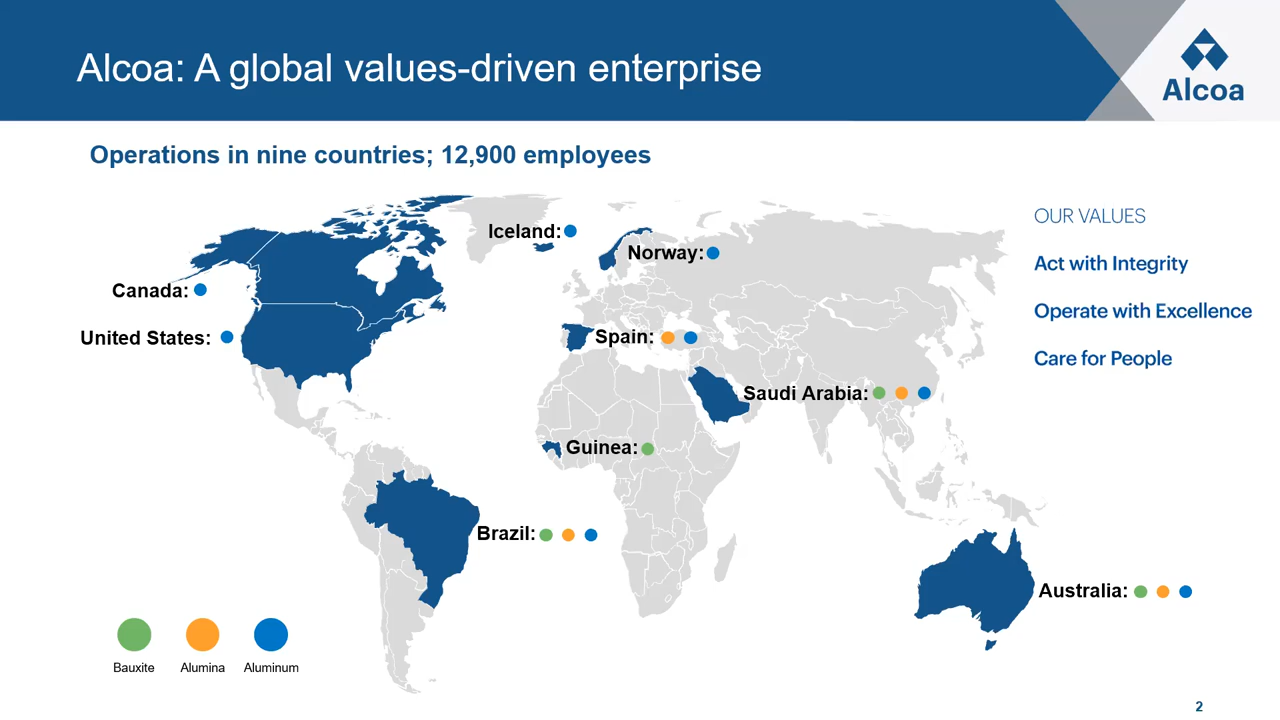 Alcoa: A global values-driven enterprise
Alcoa
Operations in nine countries; 12,900 employees
OUR VALUES
Act with Integrity
Operate with Excellence
Care for People
Iceland:
Norway:
Canada:
United States:
Spain:
Saudi Arabia:
Guinea:
Brazil:
Australia:
Bauxite
Alumina
Aluminum
2